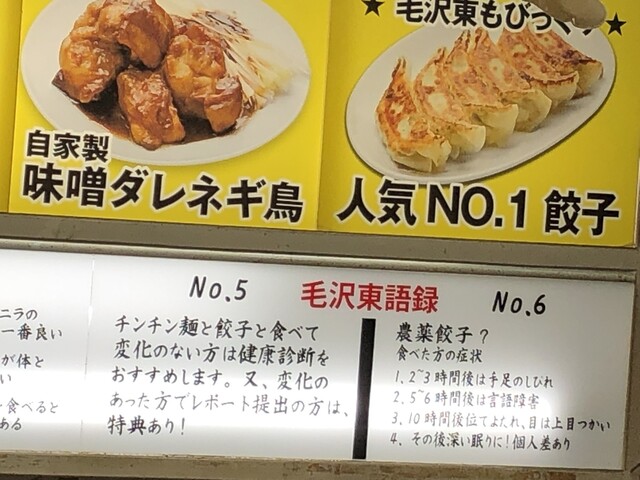 自家製
味噌ダレネギ鳥
毛沢東もびっくり
人気NO.1 餃子
ニラの
一番良い
が体と
い
食べると
ある
No.5
チンチン麺と餃子と食べて
変化のない方は健康診断を
おすすめします。又、変化の
あった方でレポート提出の方は、
特典あり!
毛沢東語録
No.6
農薬餃子?
食べた方の症状
1、2~3時間後は手足のしびれ
2、5~6時間後は言語障害
3、10時間後位てよたれ、目は上目つかい
4、その後深い眠りに!個人差あり